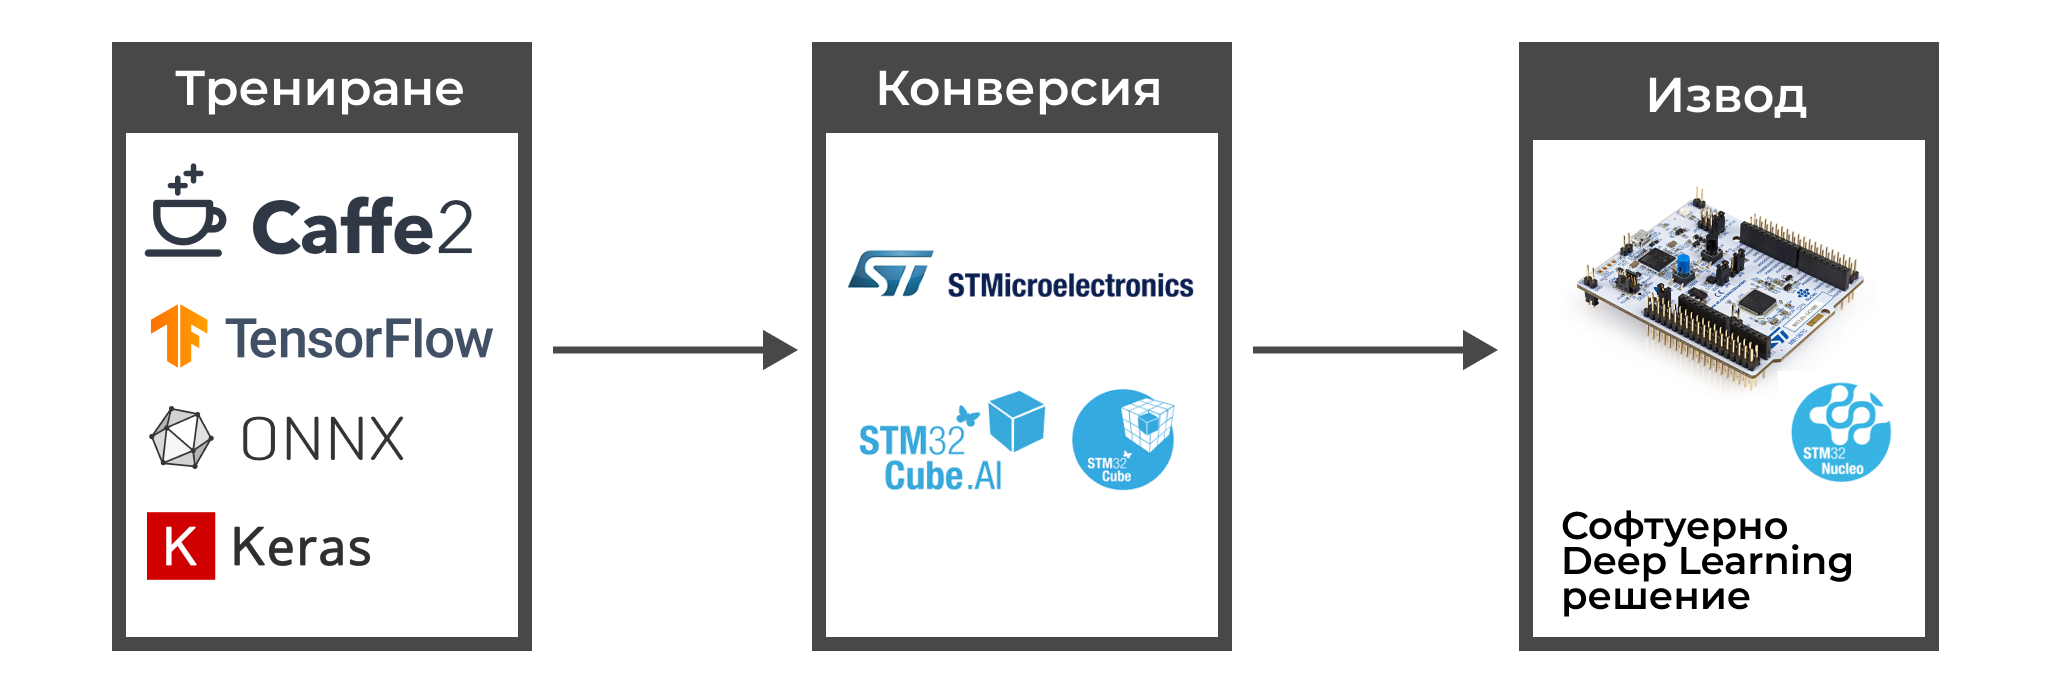 Трениране
Caffe2
TensorFlow
ONNX
K Keras
Конверсия
STMicroelectronics
STM32
Cube.AI
STM32
Cube
Извод
STM32
Nucleo
Софтуерно
Deep Learning
решение